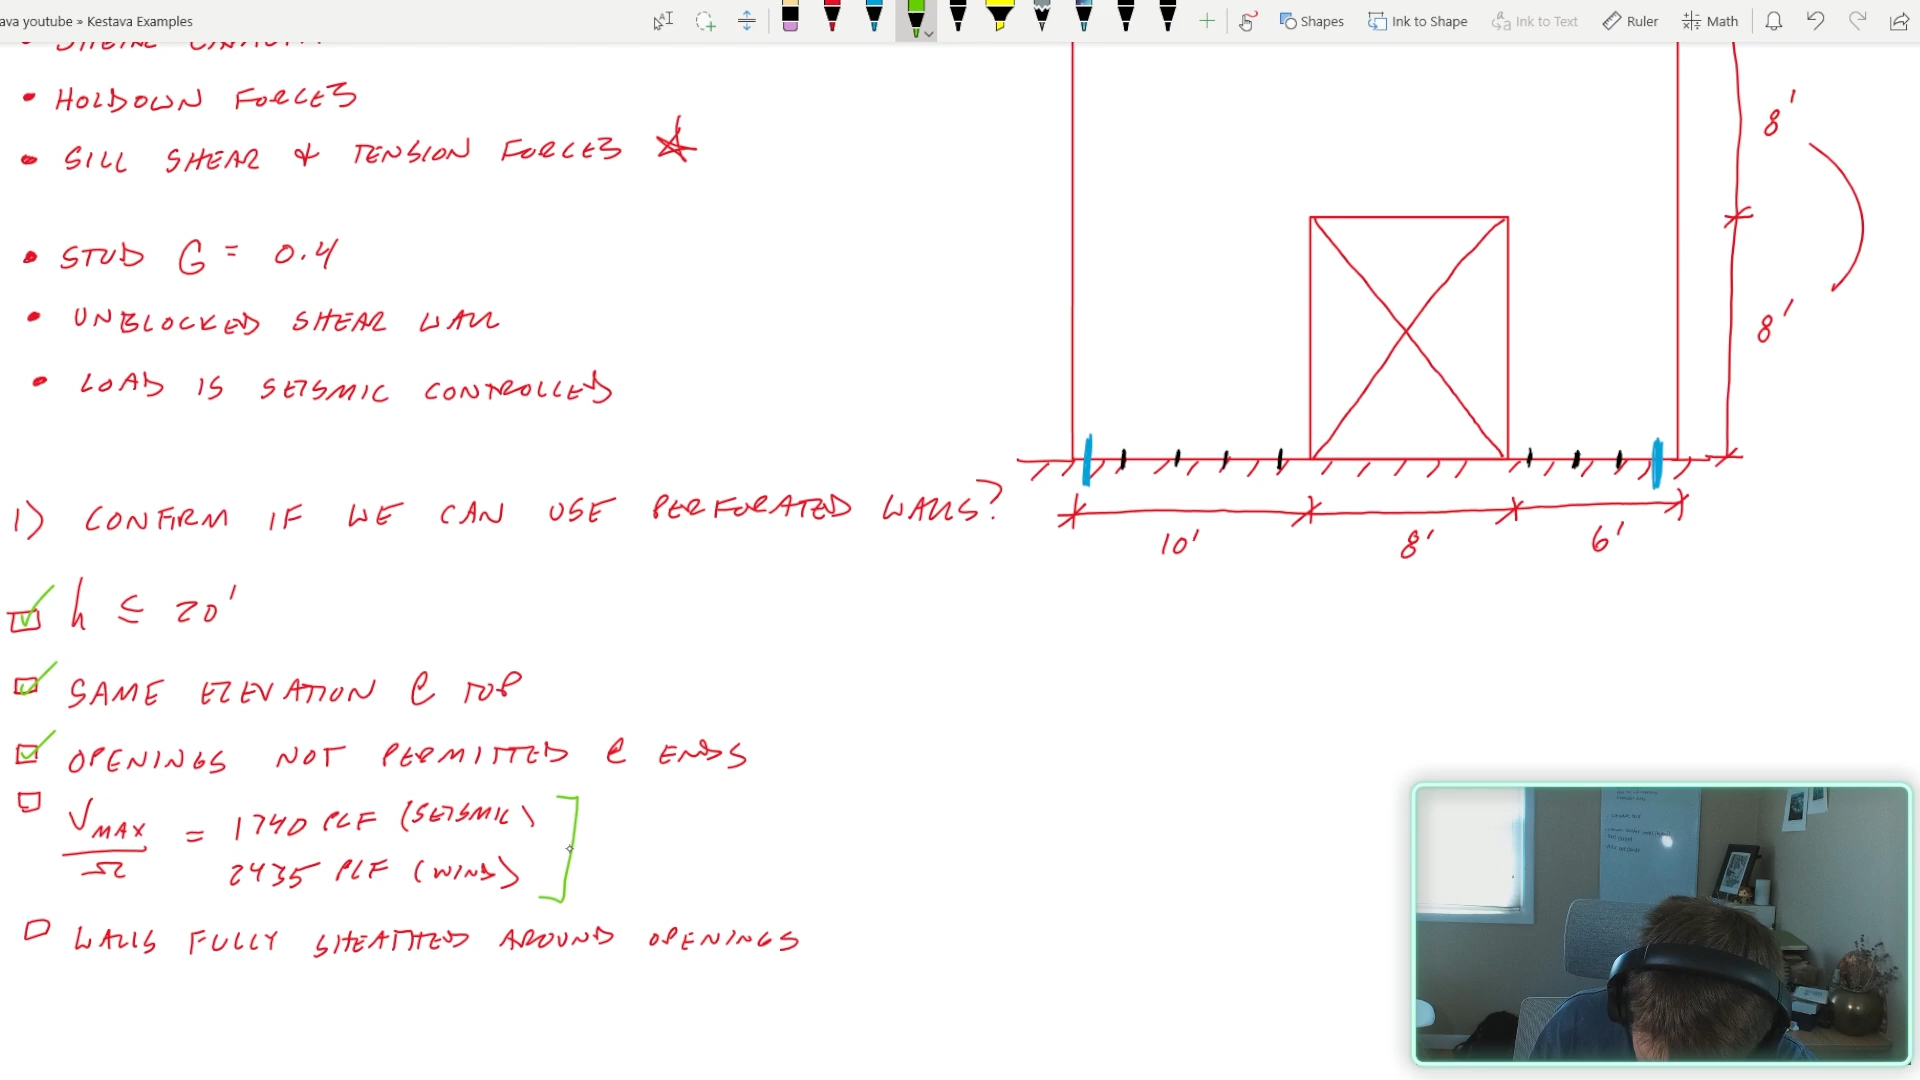 ava youtube » Kestava Examples
Shapes
Ink to Shape
Ink to Text
Ruler
Math
• HOLDOWN FORCES
• SILL SHEAR & TENSION FORCES
• STUD G = 0.4
• UNBLOCKED SHEAR WALL
• LOAD IS SEISMIC CONTROLLED
8'
8'
10'
8'
6'
1) CONFIRM IF WE CAN USE PERFORATED WALLS?
h ≤ 20'
SAME ELEVATION @ TOP
OPENINGS NOT PERMITTED @ ENDS
VMAX/Ω = 1740 PLF (SEISMIC)
2435 PLF (WIND)
WALLS FULLY SHEATHED AROUND OPENINGS